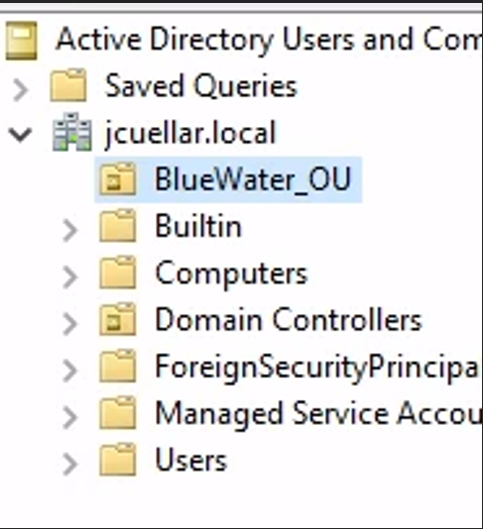 Active Directory Users and Com
Saved Queries
jcuellar.local
BlueWater_OU
Builtin
Computers
Domain Controllers
ForeignSecurityPrincipa
Managed Service Accou
Users